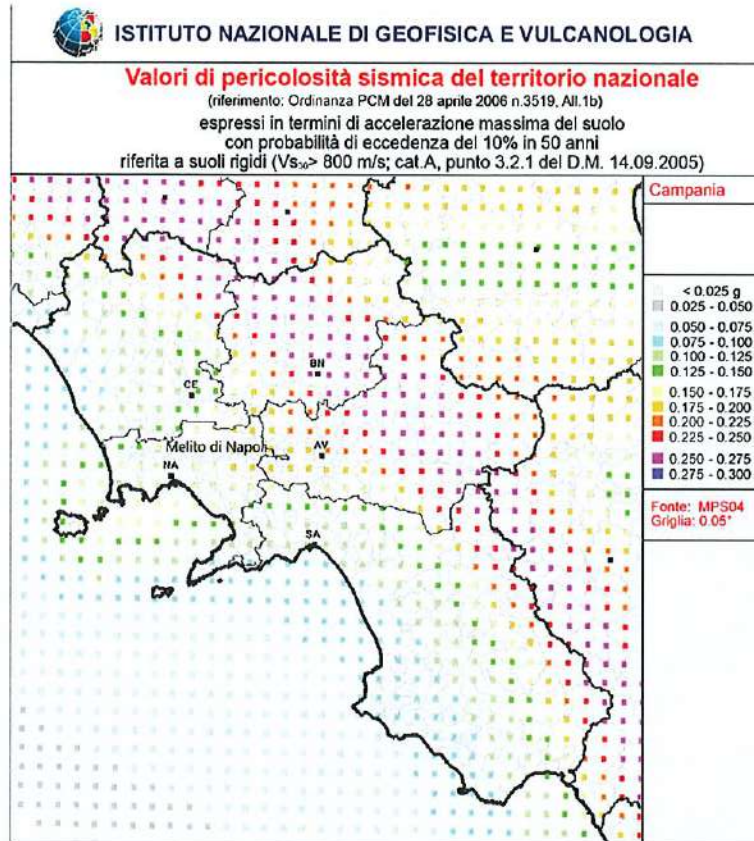 ISTITUTO NAZIONALE DI GEOFISICA E VULCANOLOGIA
Valori di pericolosità sismica del territorio nazionale
(riferimento: Ordinanza PCM del 28 aprile 2006 n.3519, All.1b)
espressi in termini di accelerazione massima del suolo
con probabilità di eccedenza del 10% in 50 anni
riferita a suoli rigidi (Vs₃₀> 800 m/s; cat.A, punto 3.2.1 del D.M. 14.09.2005)
Campania
< 0.025 g
0.025 - 0.050
0.050 - 0.075
0.075 - 0.100
0.100 - 0.125
0.125 - 0.150
0.150 - 0.175
0.175 - 0.200
0.200 - 0.225
0.225 - 0.250
0.250 - 0.275
0.275 - 0.300
Fonte: MPS04
Griglia: 0.05°
BN
CE
Melito di Napoli
AV
NA
SA